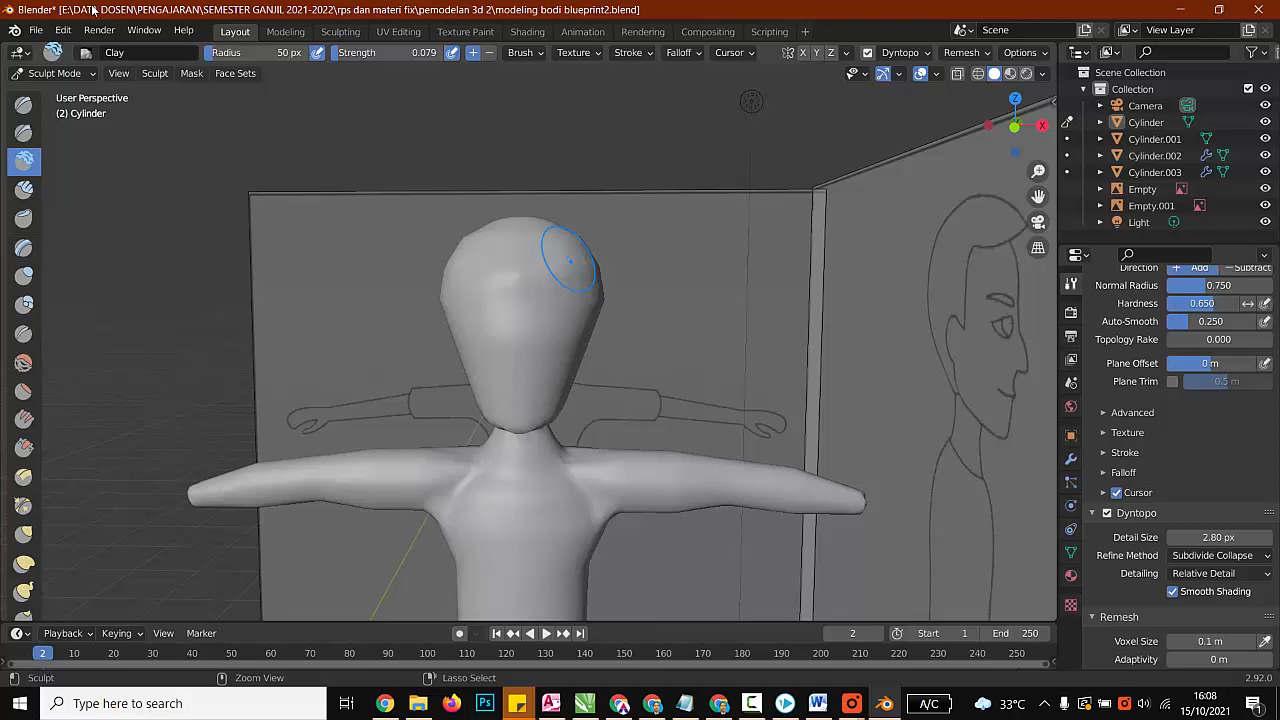 Blender* [E:\DATA DOSEN\PENGAJARAN\SEMESTER GANJIL 2021-2022\rps dan materi fix\pemodelan 3d 2\modeling bodi blueprint2.blend]
File Edit Render Window Help Layout Modeling Sculpting UV Editing Texture Paint Shading Animation Rendering Compositing Scripting Scene View Layer
Clay Radius 50 px Strength 0.079 Brush Texture Stroke Falloff Cursor X Y Z Dyntopo Remesh Options
Sculpt Mode View Sculpt Mask Face Sets
Scene Collection
Collection
Camera
Cylinder
Cylinder.001
Cylinder.002
Cylinder.003
Empty
Empty.001
Light
User Perspective
(2) Cylinder
Z
X
Direction Add Subtract
Normal Radius 0.750
Hardness 0.650
Auto-Smooth 0.250
Topology Rake 0.000
Plane Offset 0 m
Plane Trim 0.5 m
Advanced
Texture
Stroke
Falloff
Cursor
Dyntopo
Detail Size 2.80 px
Refine Method Subdivide Collapse
Detailing Relative Detail
Smooth Shading
Remesh
Voxel Size 0.1 m
Adaptivity 0 m
Playback Keying View Marker 2 Start 1 End 250
2 10 20 30 40 50 60 70 80 90 100 110 120 130 140 150 160 170 180 190 200 210 220 230 240 250
Sculpt Zoom View Lasso Select 2.92.0
Type here to search A/C 33°C 16:08
15/10/2021